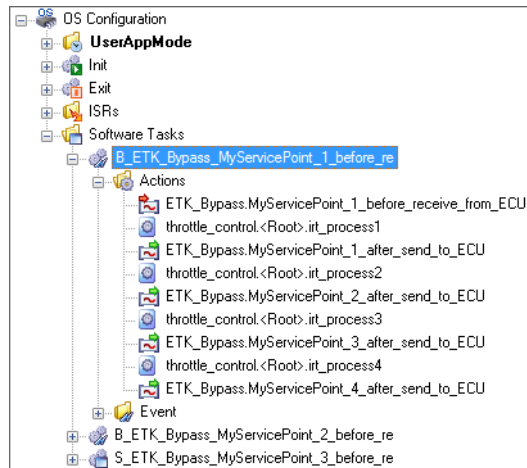 OS Configuration
UserAppMode
Init
Exit
ISRs
Software Tasks
B_ETK_Bypass_MyServicePoint_1_before_re
Actions
ETK_Bypass.MyServicePoint_1_before_receive_from_ECU
throttle_control.<Root>.irt_process1
ETK_Bypass.MyServicePoint_1_after_send_to_ECU
throttle_control.<Root>.irt_process2
ETK_Bypass.MyServicePoint_2_after_send_to_ECU
throttle_control.<Root>.irt_process3
ETK_Bypass.MyServicePoint_3_after_send_to_ECU
throttle_control.<Root>.irt_process4
ETK_Bypass.MyServicePoint_4_after_send_to_ECU
Event
B_ETK_Bypass_MyServicePoint_2_before_re
S_ETK_Bypass_MyServicePoint_3_before_re